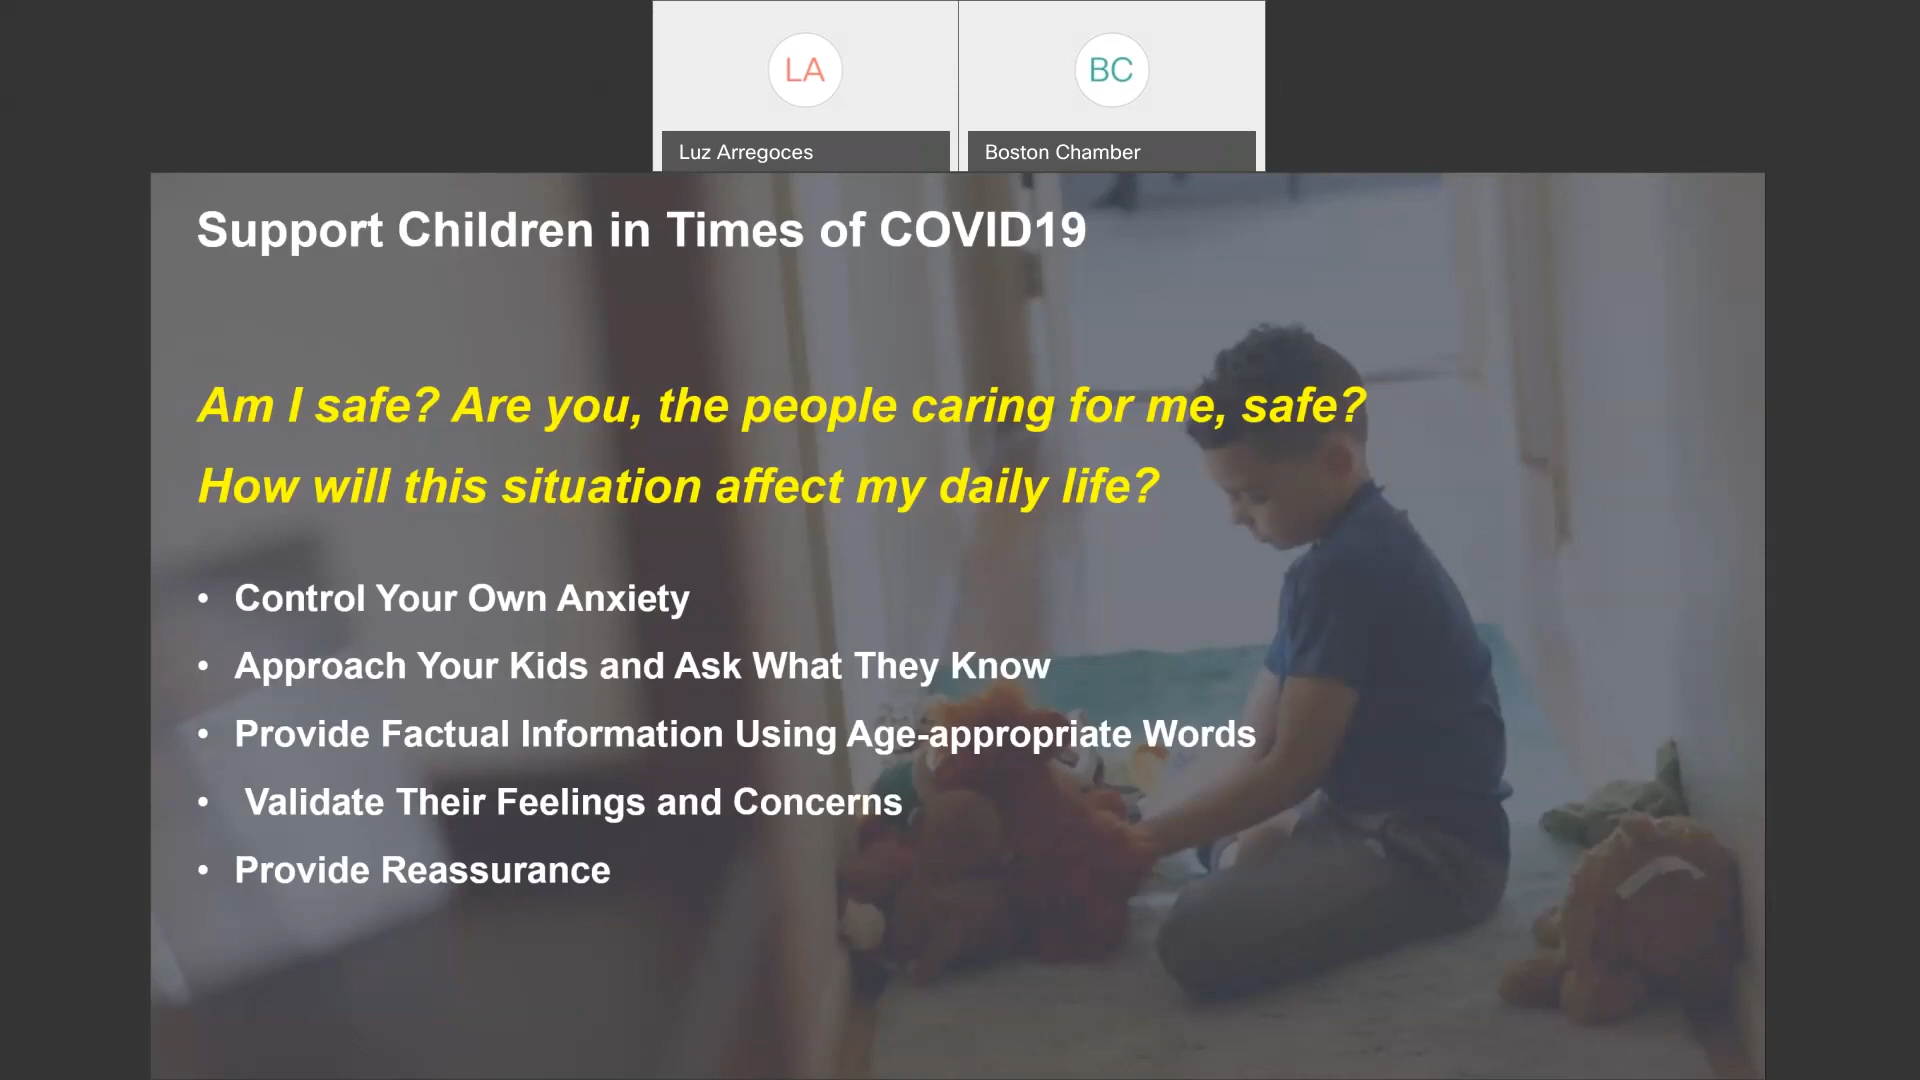 LA
BC
Luz Arregoces
Boston Chamber
Support Children in Times of COVID19
Am I safe? Are you, the people caring for me, safe?
How will this situation affect my daily life?
• Control Your Own Anxiety
• Approach Your Kids and Ask What They Know
• Provide Factual Information Using Age-appropriate Words
• Validate Their Feelings and Concerns
• Provide Reassurance